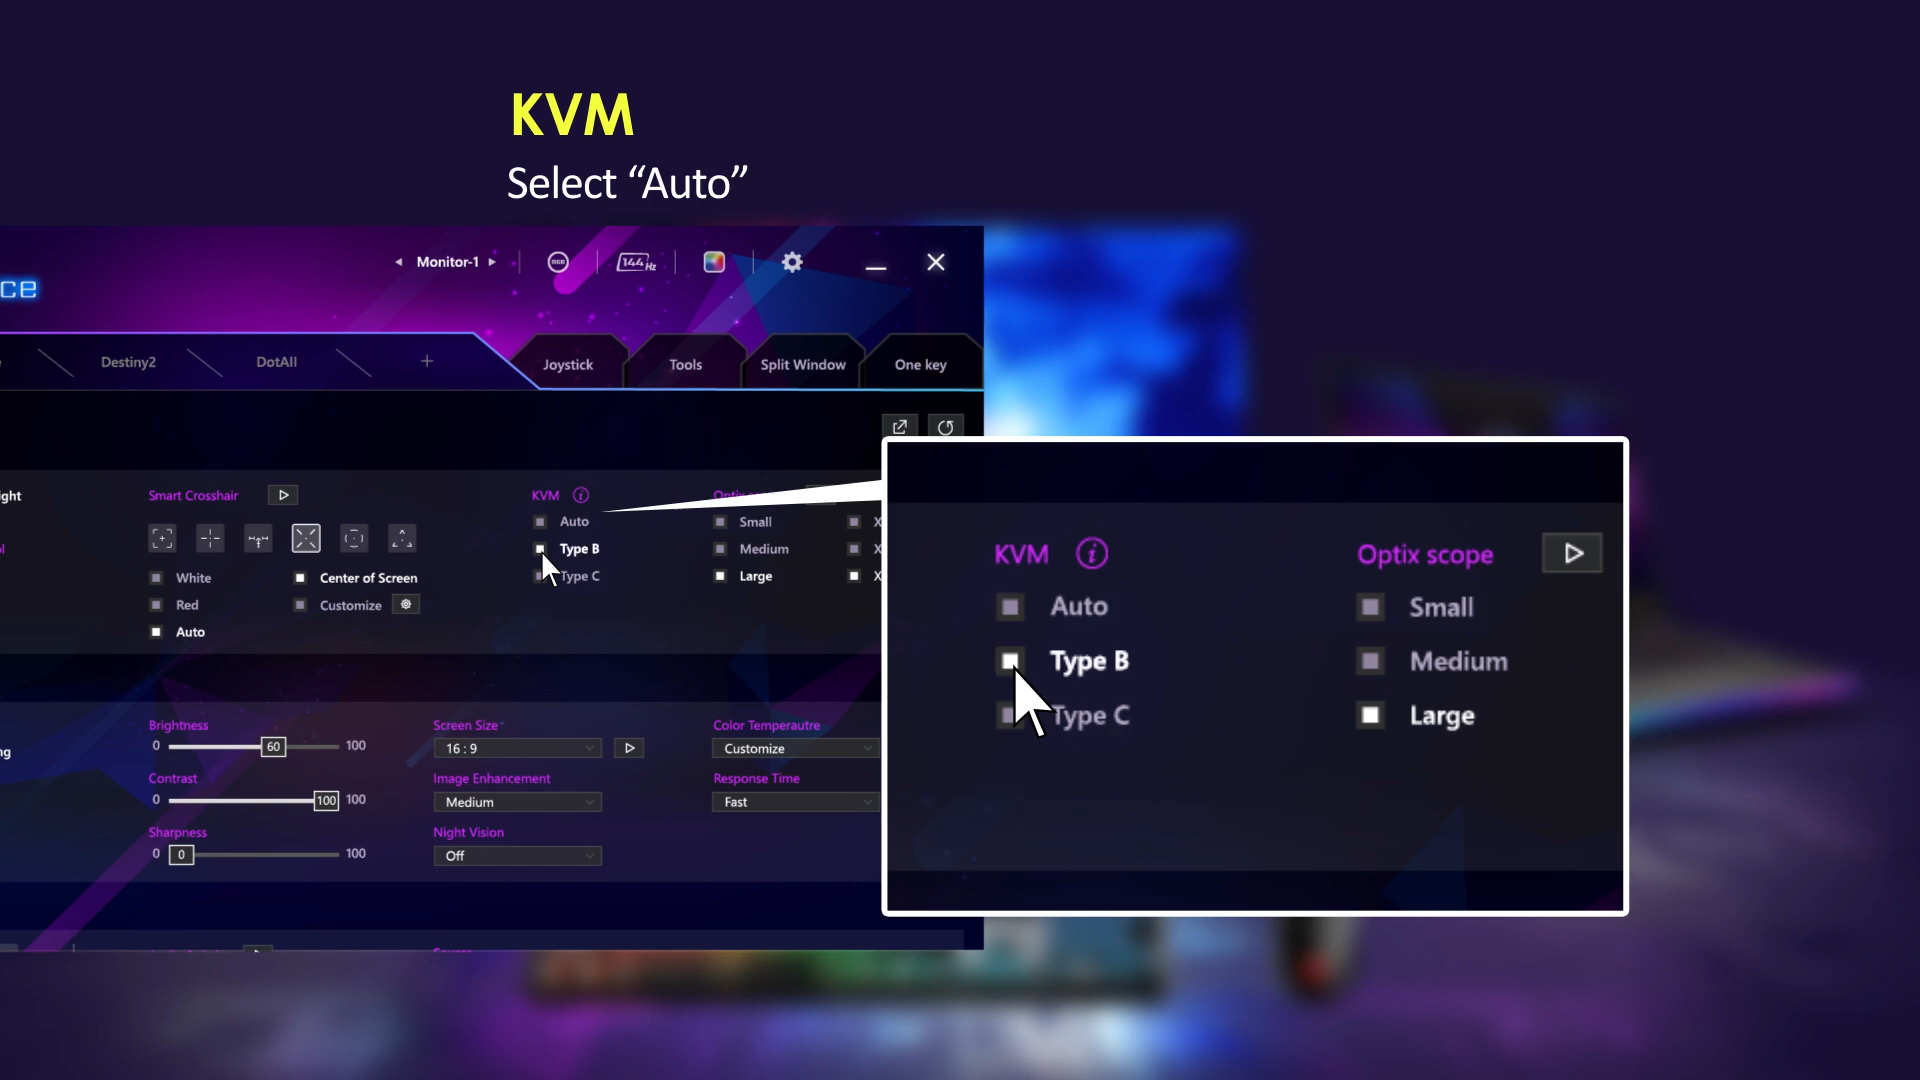 KVM
Select “Auto”
Monitor-1
144Hz
ce
Destiny2
DotAll
+
Joystick
Tools
Split Window
One key
ight
Smart Crosshair
White
Red
Auto
Center of Screen
Customize
KVM
Auto
Type B
Type C
Small
Medium
Large
X
X
X
ng
Brightness
0 60 100
Contrast
0 100 100
Sharpness
0 0 100
Screen Size*
16 : 9
Image Enhancement
Medium
Night Vision
Off
Color Temperautre
Customize
Response Time
Fast
KVM
Auto
Type B
Type C
Optix scope
Small
Medium
Large